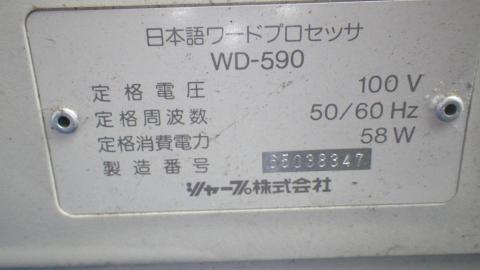 日本語ワードプロセッサ
WD-590
定格電圧 100 V
定格周波数 50/60 Hz
定格消費電力 58 W
製造番号 65038347
シャープ株式会社